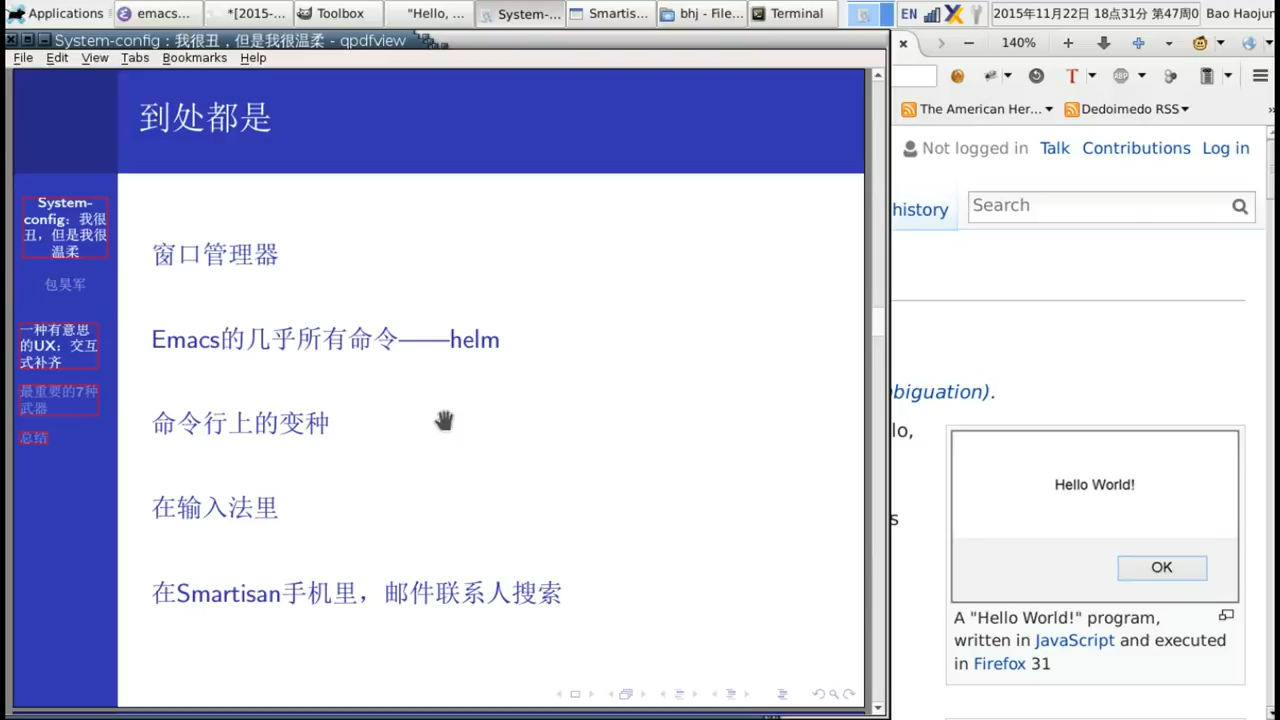 Applications
emacs...
*[2015-...
Toolbox
"Hello, ...
System-...
Smartis...
bhj - File...
Terminal
EN
2015年11月22日 18点31分 第47周0
Bao Haojun
System-config：我很丑，但是我很温柔 - qpdfview
File Edit View Tabs Bookmarks Help
140%
The American Her...
Dedoimedo RSS
到处都是
System-
config：我很
丑，但是我很
温柔
包昊军
一种有意思
的UX：交互
式补齐
最重要的7种
武器
总结
窗口管理器
Emacs的几乎所有命令——helm
命令行上的变种
在输入法里
在Smartisan手机里，邮件联系人搜索
Not logged in Talk Contributions Log in
history
Search
biguation).
lo,
s
Hello World!
OK
A "Hello World!" program,
written in JavaScript and executed
in Firefox 31